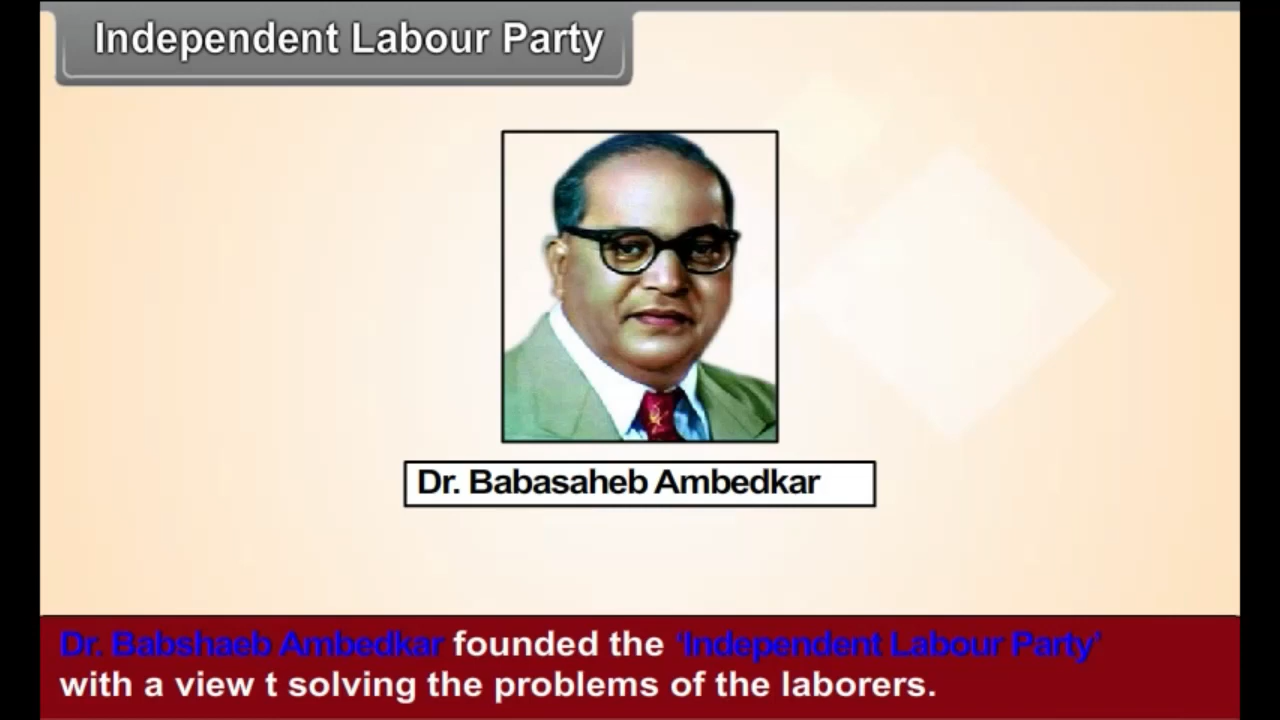 Independent Labour Party
Dr. Babasaheb Ambedkar
Dr. Babshaeb Ambedkar founded the ‘Independent Labour Party’
with a view t solving the problems of the laborers.